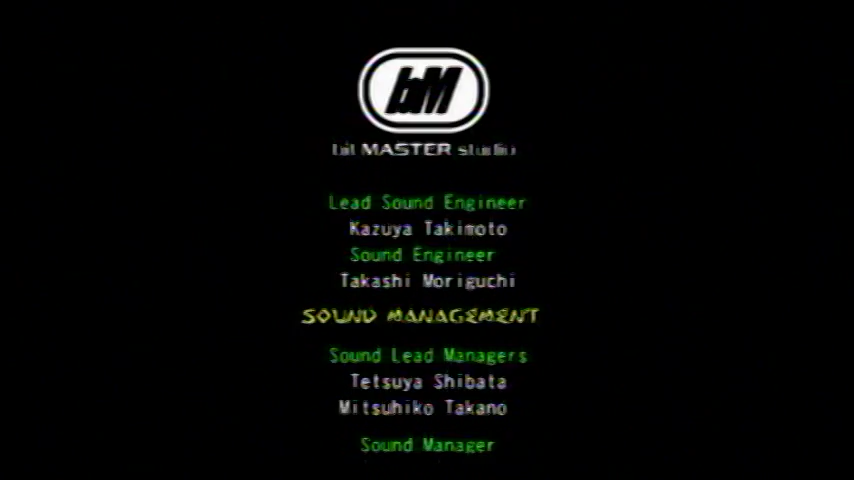 bM
bit MASTER studio
Lead Sound Engineer
Kazuya Takimoto
Sound Engineer
Takashi Moriguchi
SOUND MANAGEMENT
Sound Lead Managers
Tetsuya Shibata
Mitsuhiko Takano
Sound Manager